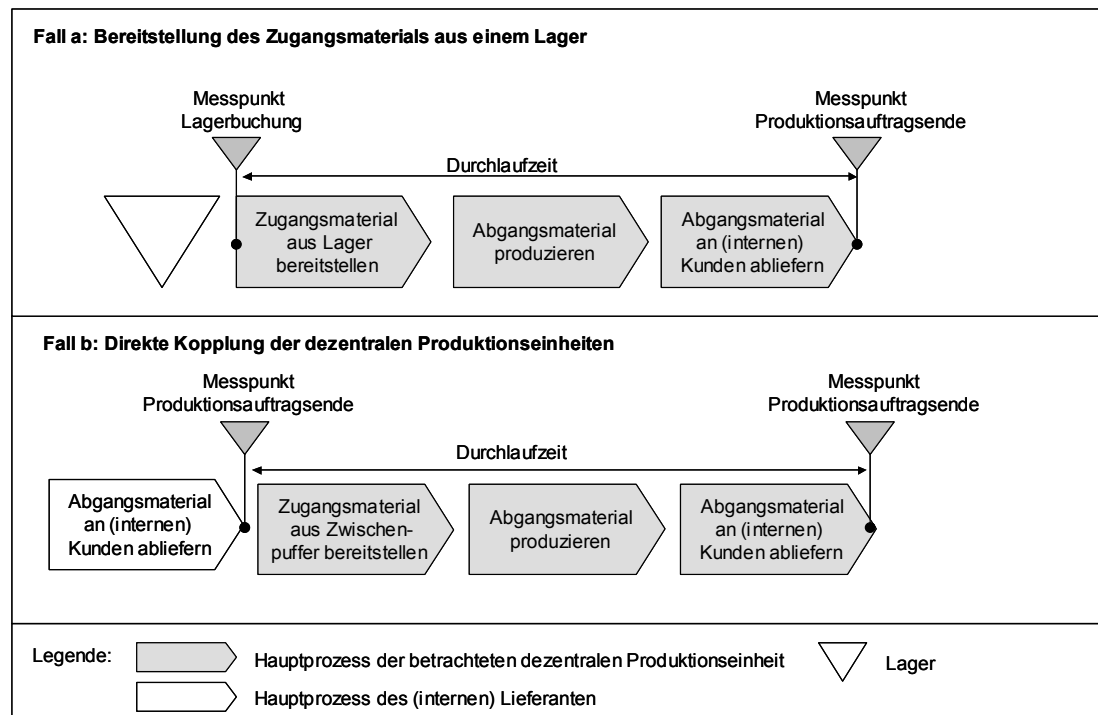 Fall a: Bereitstellung des Zugangsmaterials aus einem Lager
Messpunkt
Lagerbuchung
Messpunkt
Produktionsauftragsende
Durchlaufzeit
Zugangsmaterial
aus Lager
bereitstellen
Abgangsmaterial
produzieren
Abgangsmaterial
an (internen)
Kunden abliefern
Fall b: Direkte Kopplung der dezentralen Produktionseinheiten
Messpunkt
Produktionsauftragsende
Messpunkt
Produktionsauftragsende
Durchlaufzeit
Abgangsmaterial
an (internen)
Kunden abliefern
Zugangsmaterial
aus Zwischen-
puffer bereitstellen
Abgangsmaterial
produzieren
Abgangsmaterial
an (internen)
Kunden abliefern
Legende:
Hauptprozess der betrachteten dezentralen Produktionseinheit
Lager
Hauptprozess des (internen) Lieferanten